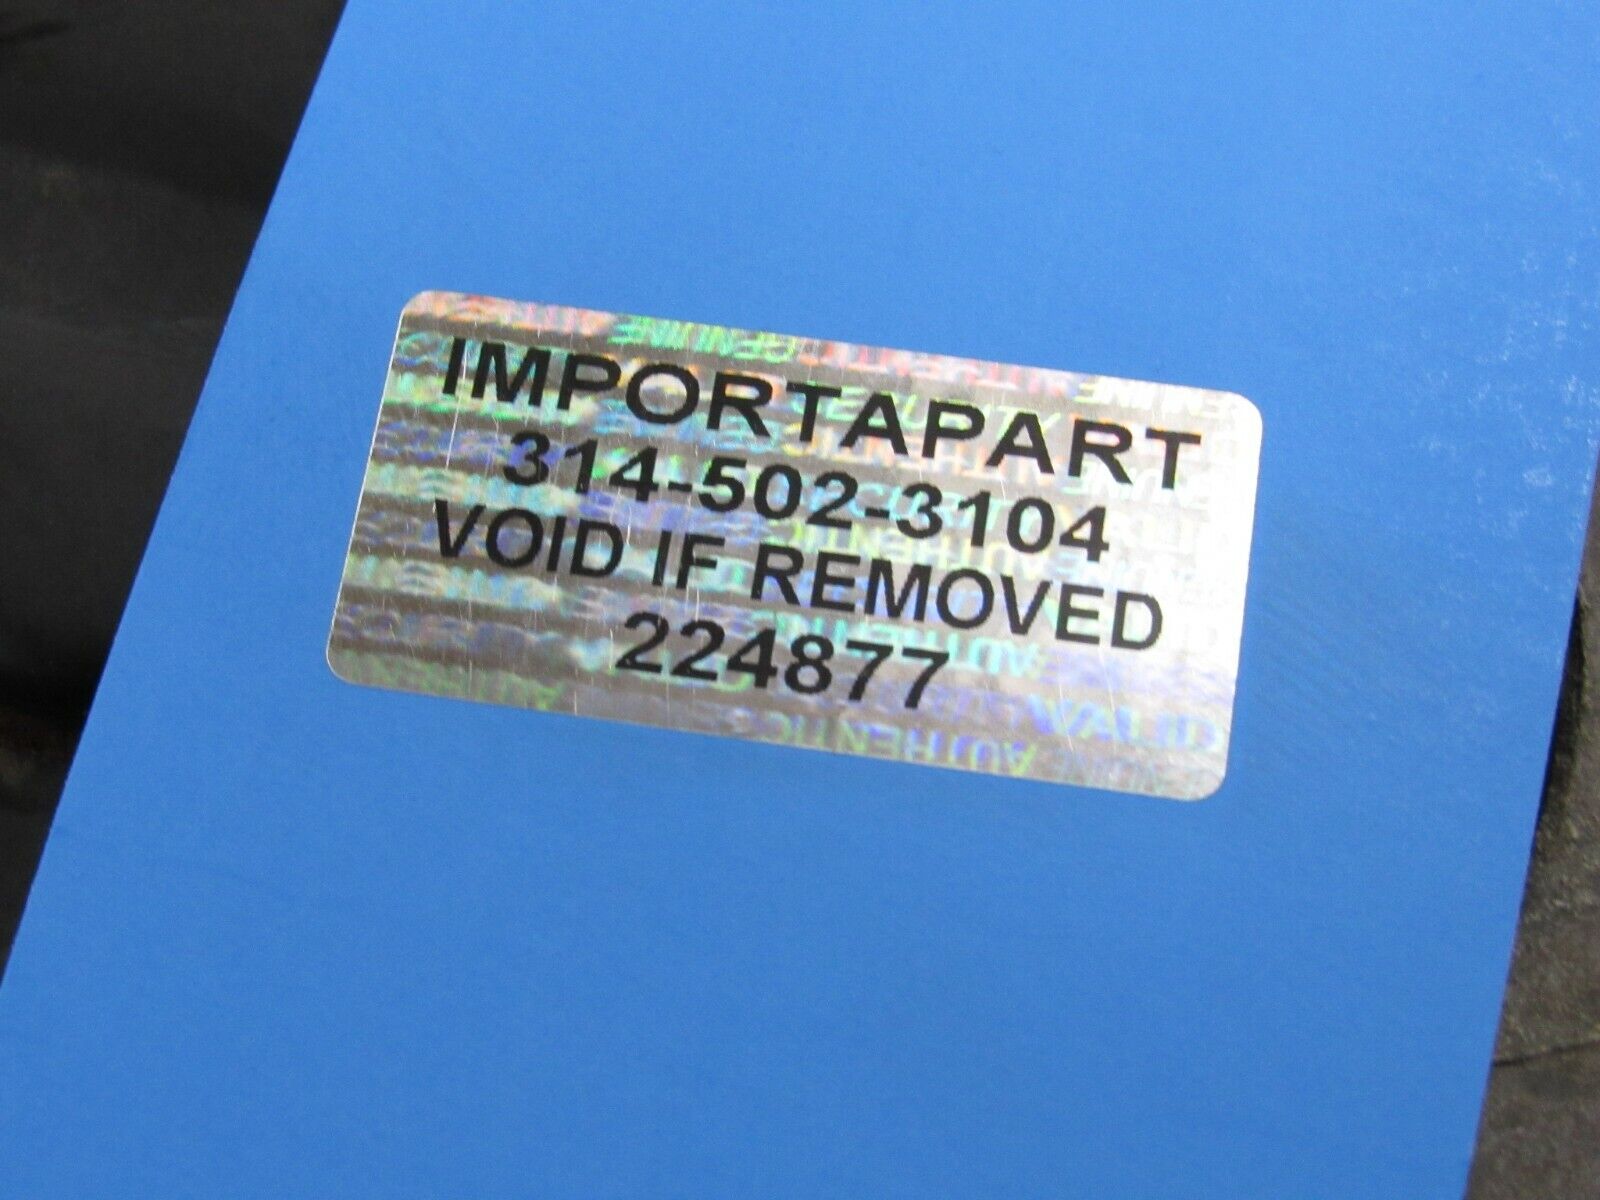 IMPORTAPART
314-502-3104
VOID IF REMOVED
224877